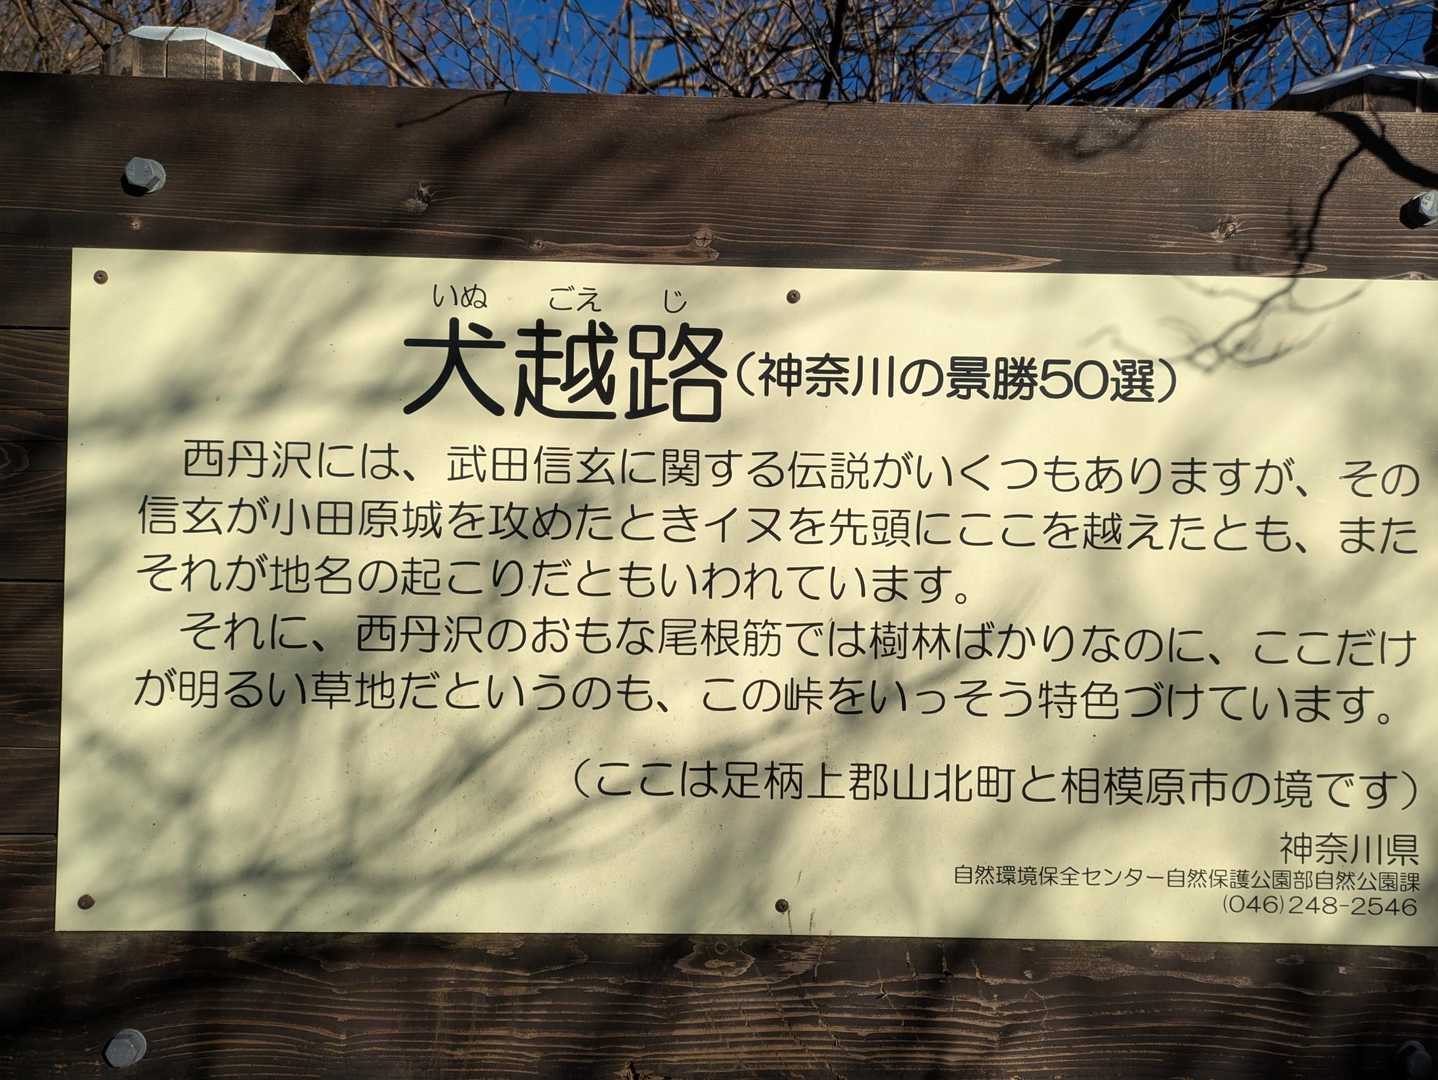 いぬ ごえ じ
犬越路(神奈川の景勝50選)
西丹沢には、武田信玄に関する伝説がいくつもありますが、その
信玄が小田原城を攻めたときイヌを先頭にここを越えたとも、また
それが地名の起こりだともいわれています。
それに、西丹沢のおもな尾根筋では樹林ばかりなのに、ここだけ
が明るい草地だというのも、この峠をいっそう特色づけています。
(ここは足柄上郡山北町と相模原市の境です)
神奈川県
自然環境保全センター自然保護公園部自然公園課
(046)248-2546